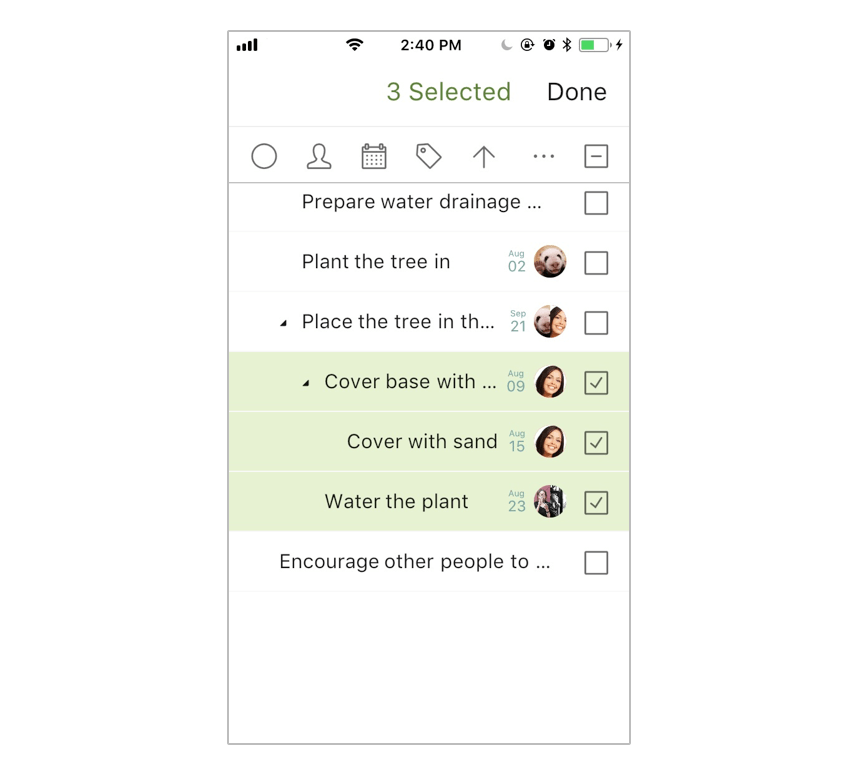 2:40 PM
3 Selected Done
Prepare water drainage ...
Plant the tree in Aug 02
Place the tree in th... Sep 21
Cover base with ... Aug 09
Cover with sand Aug 15
Water the plant Aug 23
Encourage other people to ...